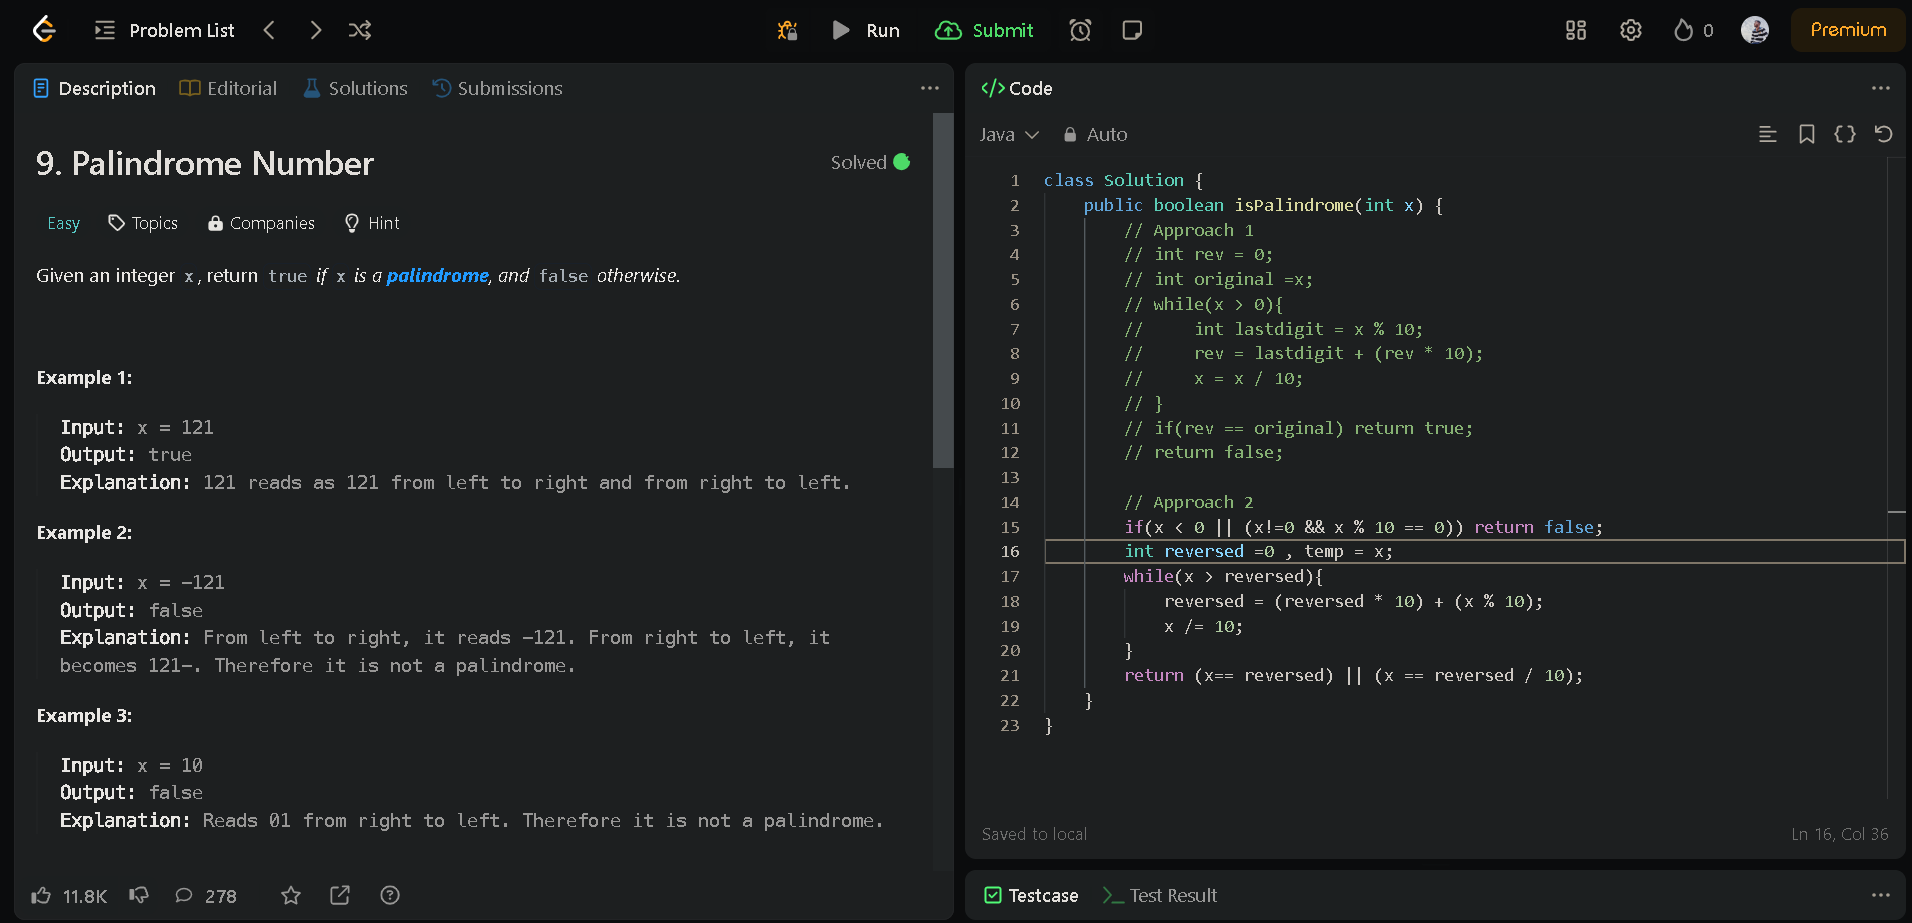 Problem List
Run
Submit
0
Premium
Description
Editorial
Solutions
Submissions
9. Palindrome Number
Solved
Easy
Topics
Companies
Hint
Given an integer x, return true if x is a palindrome, and false otherwise.
Example 1:
Input: x = 121
Output: true
Explanation: 121 reads as 121 from left to right and from right to left.
Example 2:
Input: x = -121
Output: false
Explanation: From left to right, it reads -121. From right to left, it
becomes 121-. Therefore it is not a palindrome.
Example 3:
Input: x = 10
Output: false
Explanation: Reads 01 from right to left. Therefore it is not a palindrome.
11.8K
278
</> Code
Java
Auto
1 class Solution {
2 public boolean isPalindrome(int x) {
3 // Approach 1
4 // int rev = 0;
5 // int original =x;
6 // while(x > 0){
7 //     int lastdigit = x % 10;
8 //     rev = lastdigit + (rev * 10);
9 //     x = x / 10;
10 // }
11 // if(rev == original) return true;
12 // return false;
13
14 // Approach 2
15 if(x < 0 || (x!=0 && x % 10 == 0)) return false;
16 int reversed =0 , temp = x;
17 while(x > reversed){
18 reversed = (reversed * 10) + (x % 10);
19 x /= 10;
20 }
21 return (x== reversed) || (x == reversed / 10);
22 }
23 }
Saved to local
Ln 16, Col 36
Testcase
Test Result